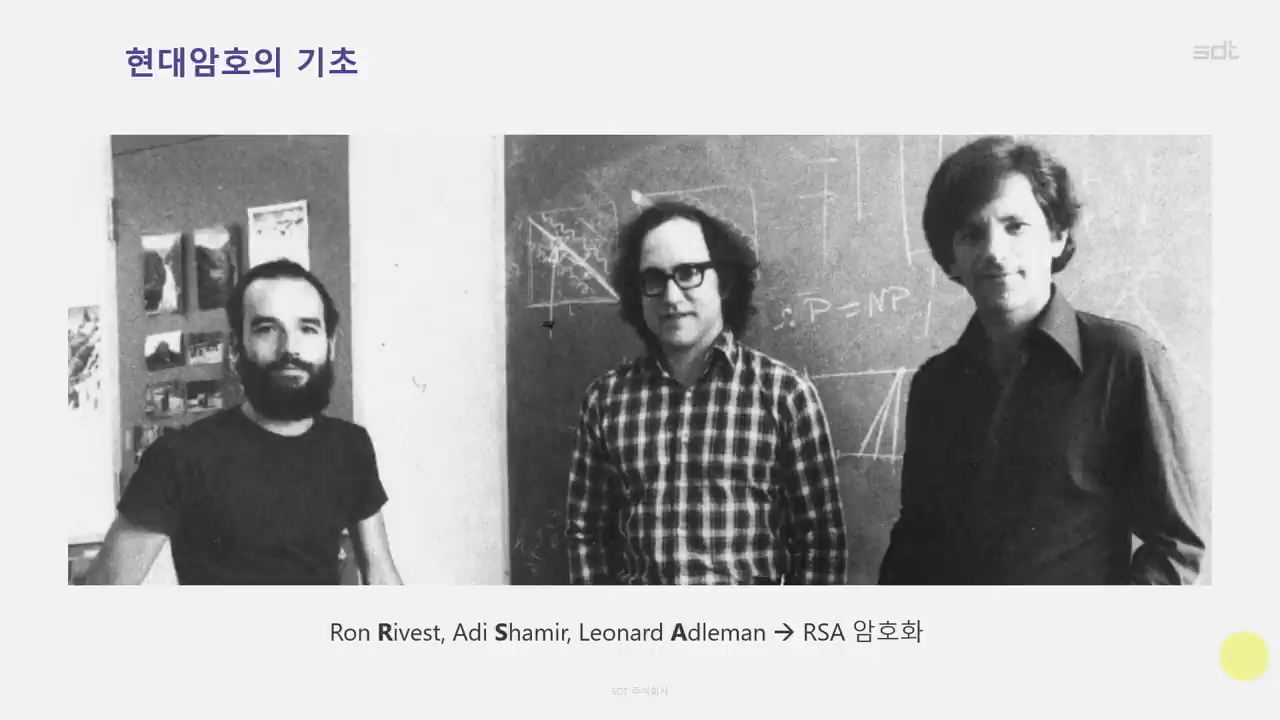 현대암호의 기초
sdt
∴ P = NP
Ron Rivest, Adi Shamir, Leonard Adleman → RSA 암호화
SDT 주식회사